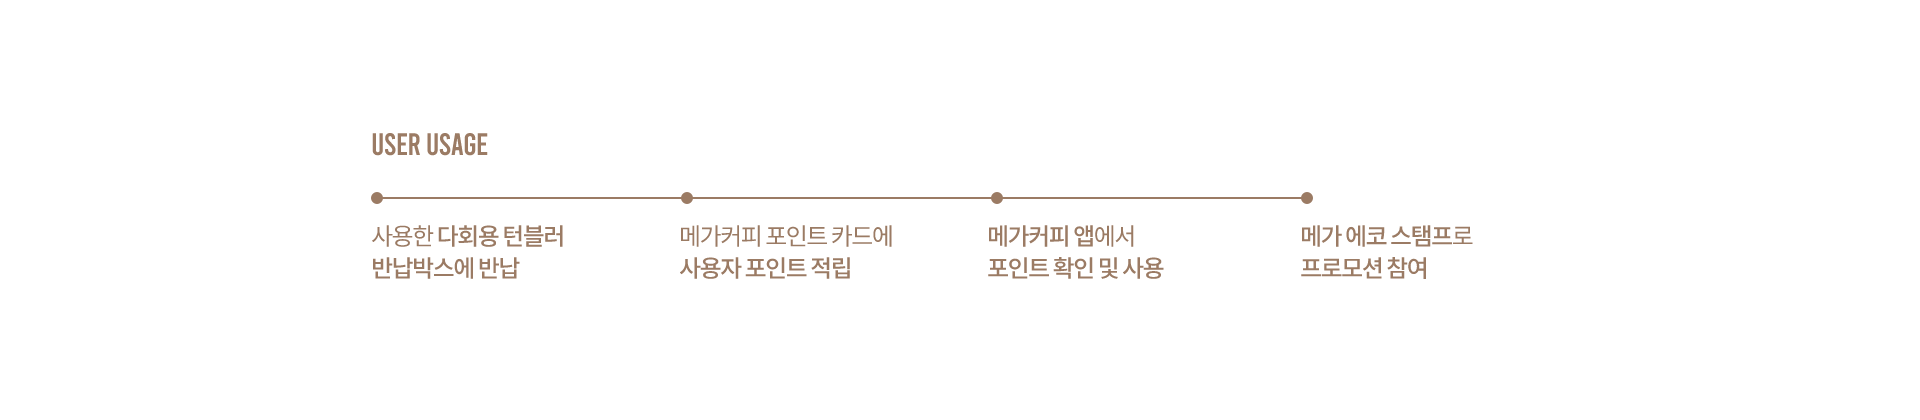 USER USAGE
사용한 다회용 턴블러
반납박스에 반납
메가커피 포인트 카드에
사용자 포인트 적립
메가커피 앱에서
포인트 확인 및 사용
메가 에코 스탬프로
프로모션 참여